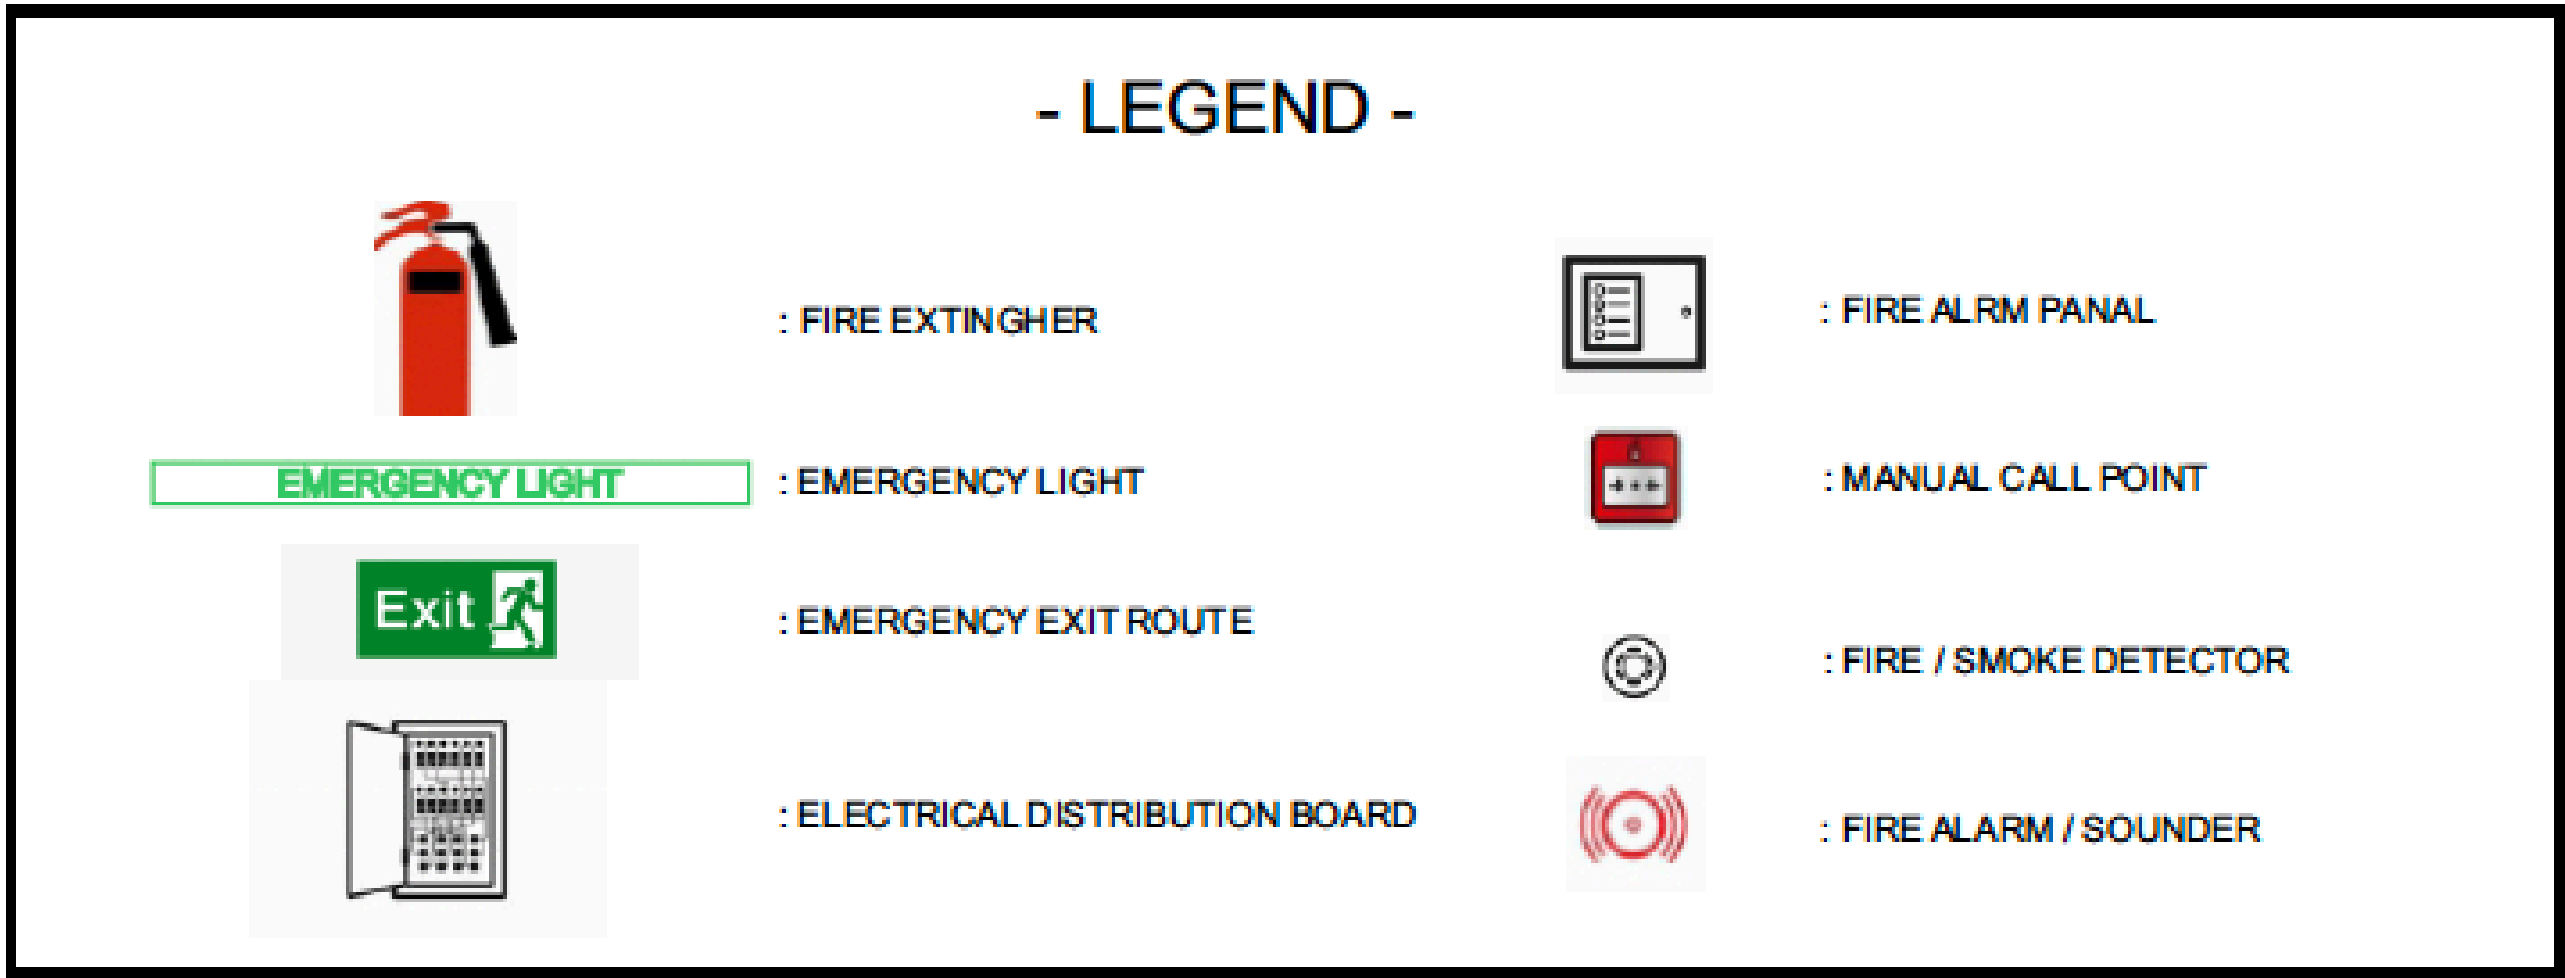 - LEGEND -
: FIRE EXTINGHER
: FIRE ALRM PANAL
EMERGENCY LIGHT : EMERGENCY LIGHT
: MANUAL CALL POINT
Exit : EMERGENCY EXIT ROUTE
: FIRE / SMOKE DETECTOR
: ELECTRICAL DISTRIBUTION BOARD
: FIRE ALARM / SOUNDER